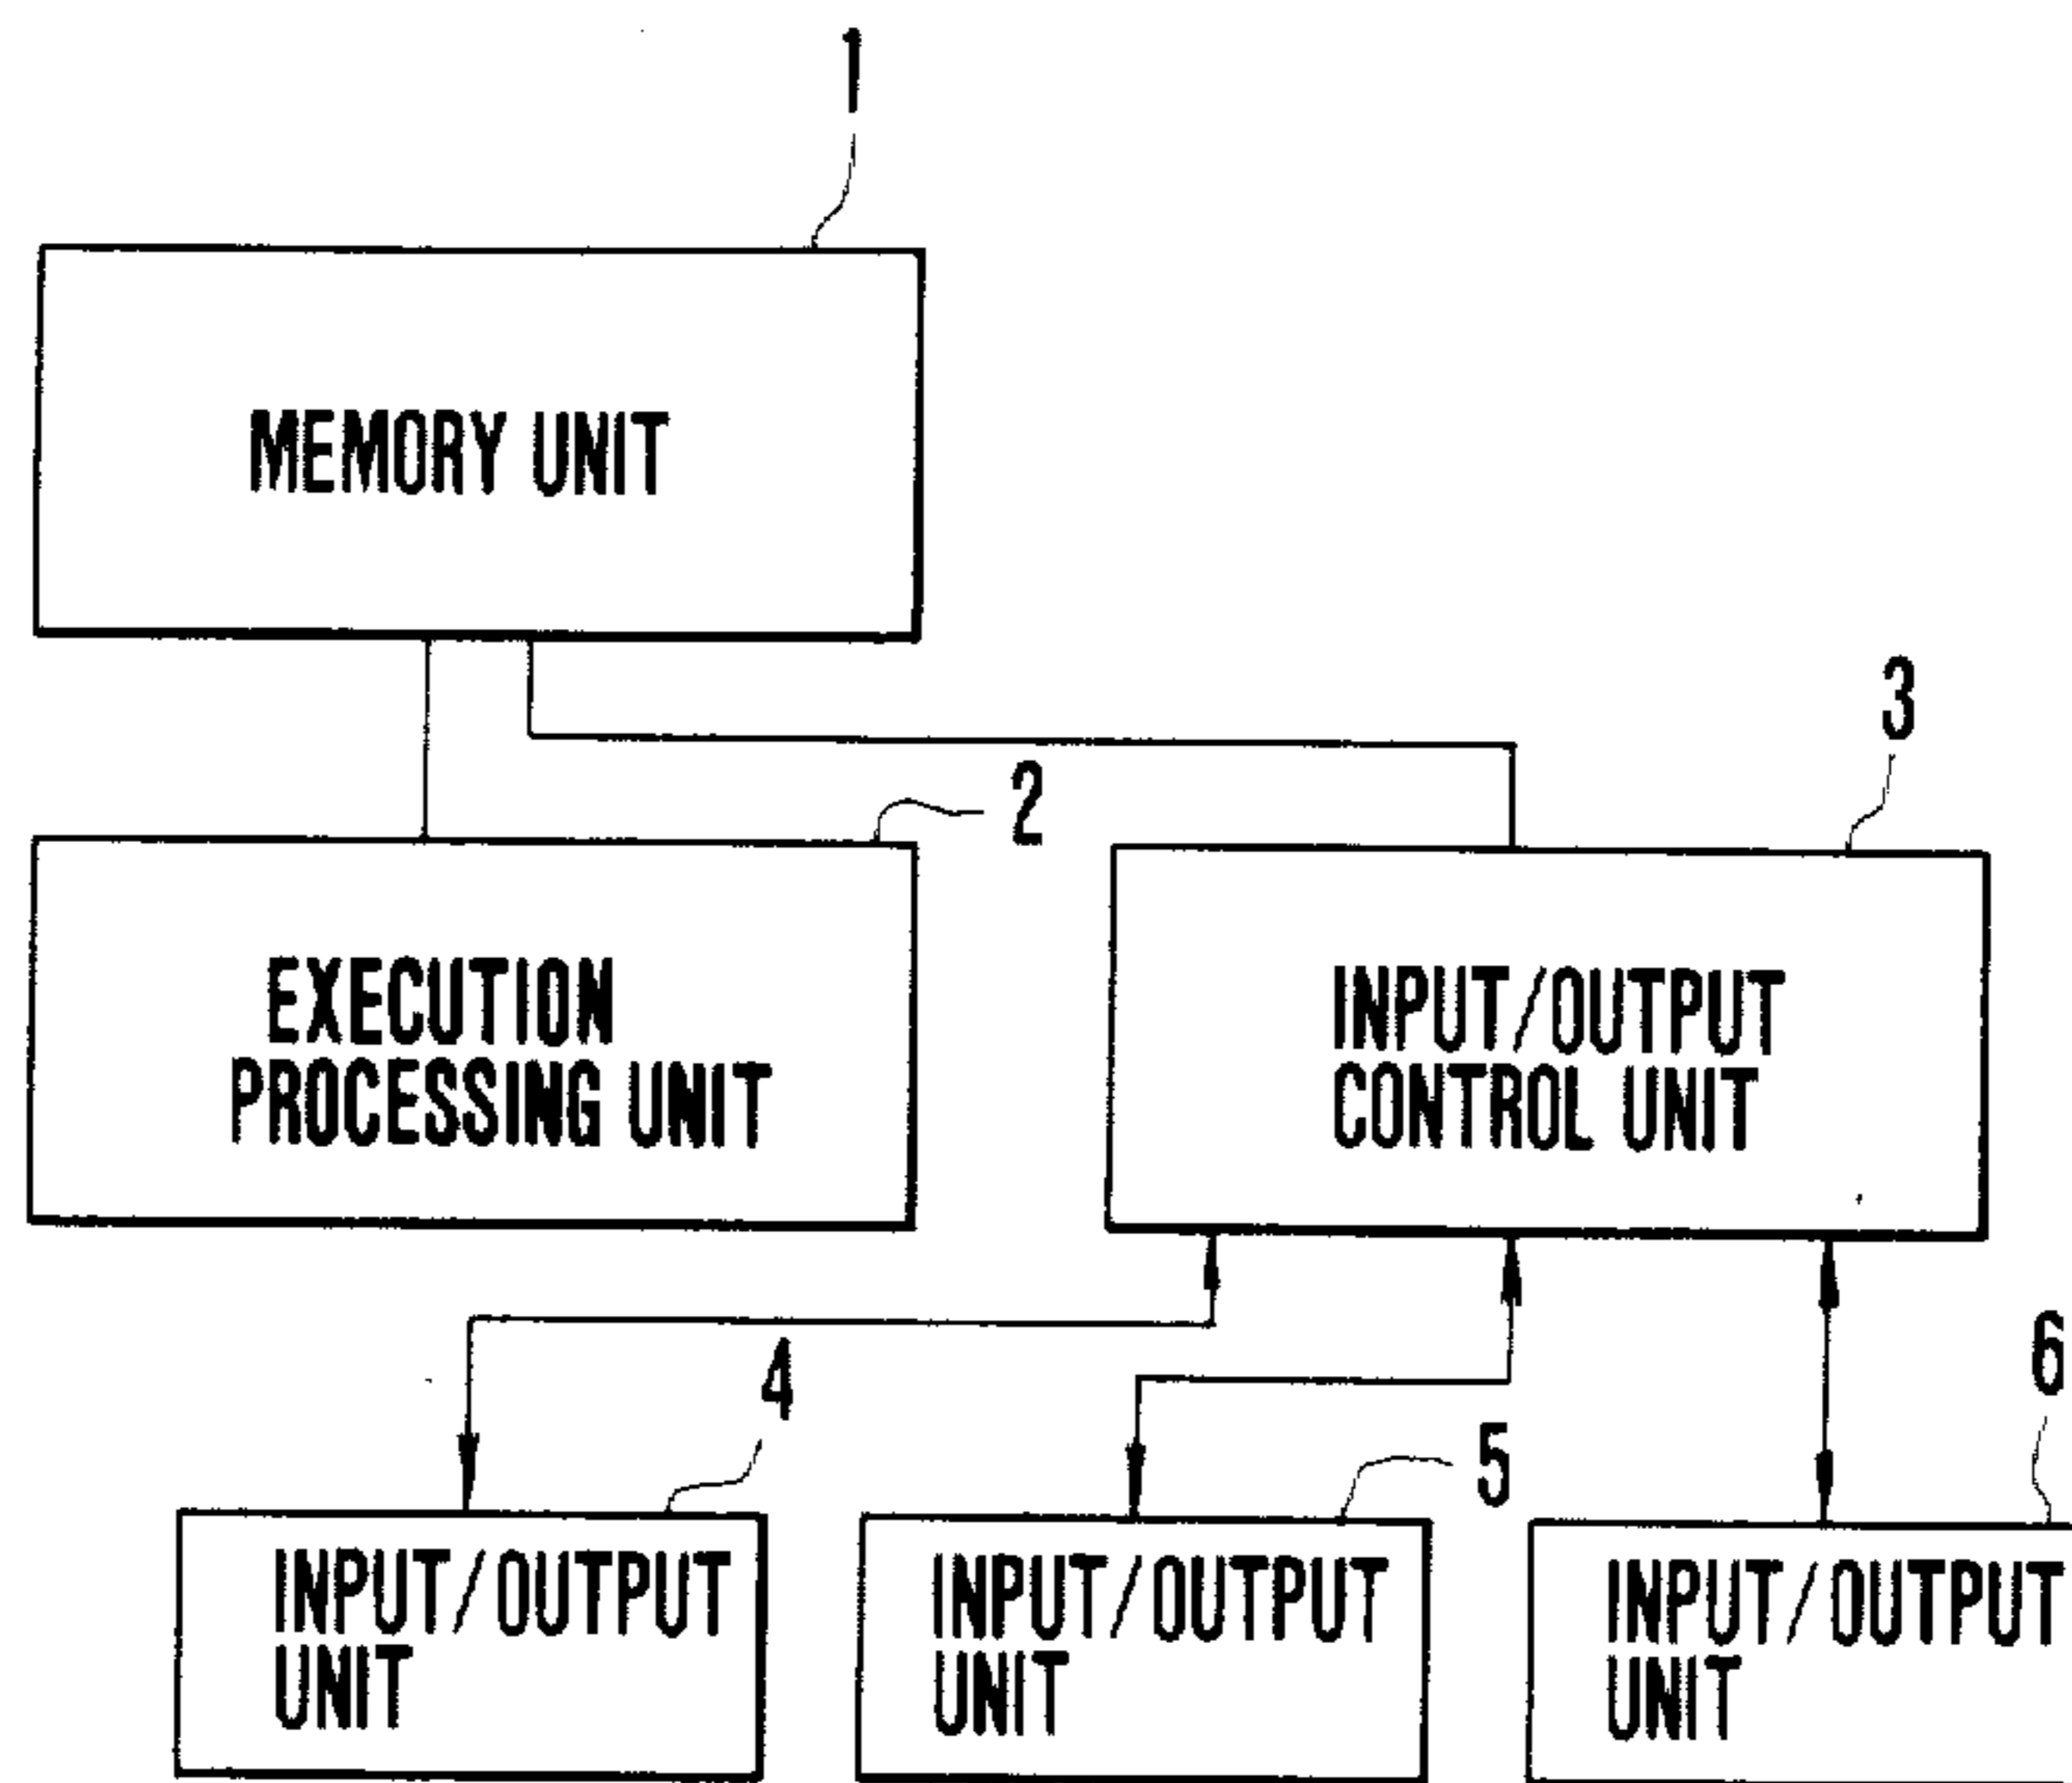 1
MEMORY UNIT
3
2
EXECUTION
PROCESSING UNIT
INPUT/OUTPUT
CONTROL UNIT
4
5
6
INPUT/OUTPUT
UNIT
INPUT/OUTPUT
UNIT
INPUT/OUTPUT
UNIT